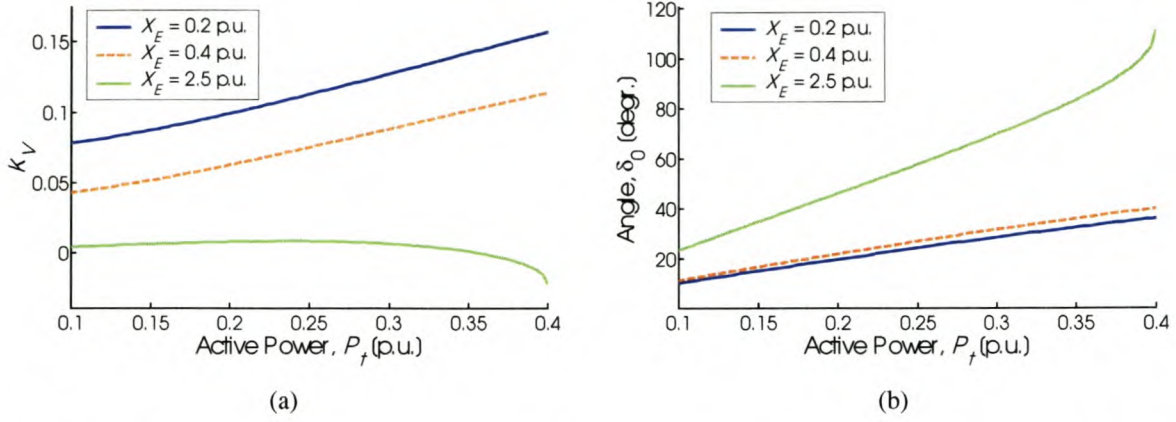 X_E = 0.2 p.u.
X_E = 0.4 p.u.
X_E = 2.5 p.u.
k_V
0.15
0.1
0.05
0
0.1 0.15 0.2 0.25 0.3 0.35 0.4
Active Power, P_t (p.u.)
(a)
X_E = 0.2 p.u.
X_E = 0.4 p.u.
X_E = 2.5 p.u.
Angle, δ_0 (degr.)
120
100
80
60
40
20
0.1 0.15 0.2 0.25 0.3 0.35 0.4
Active Power, P_t (p.u.)
(b)